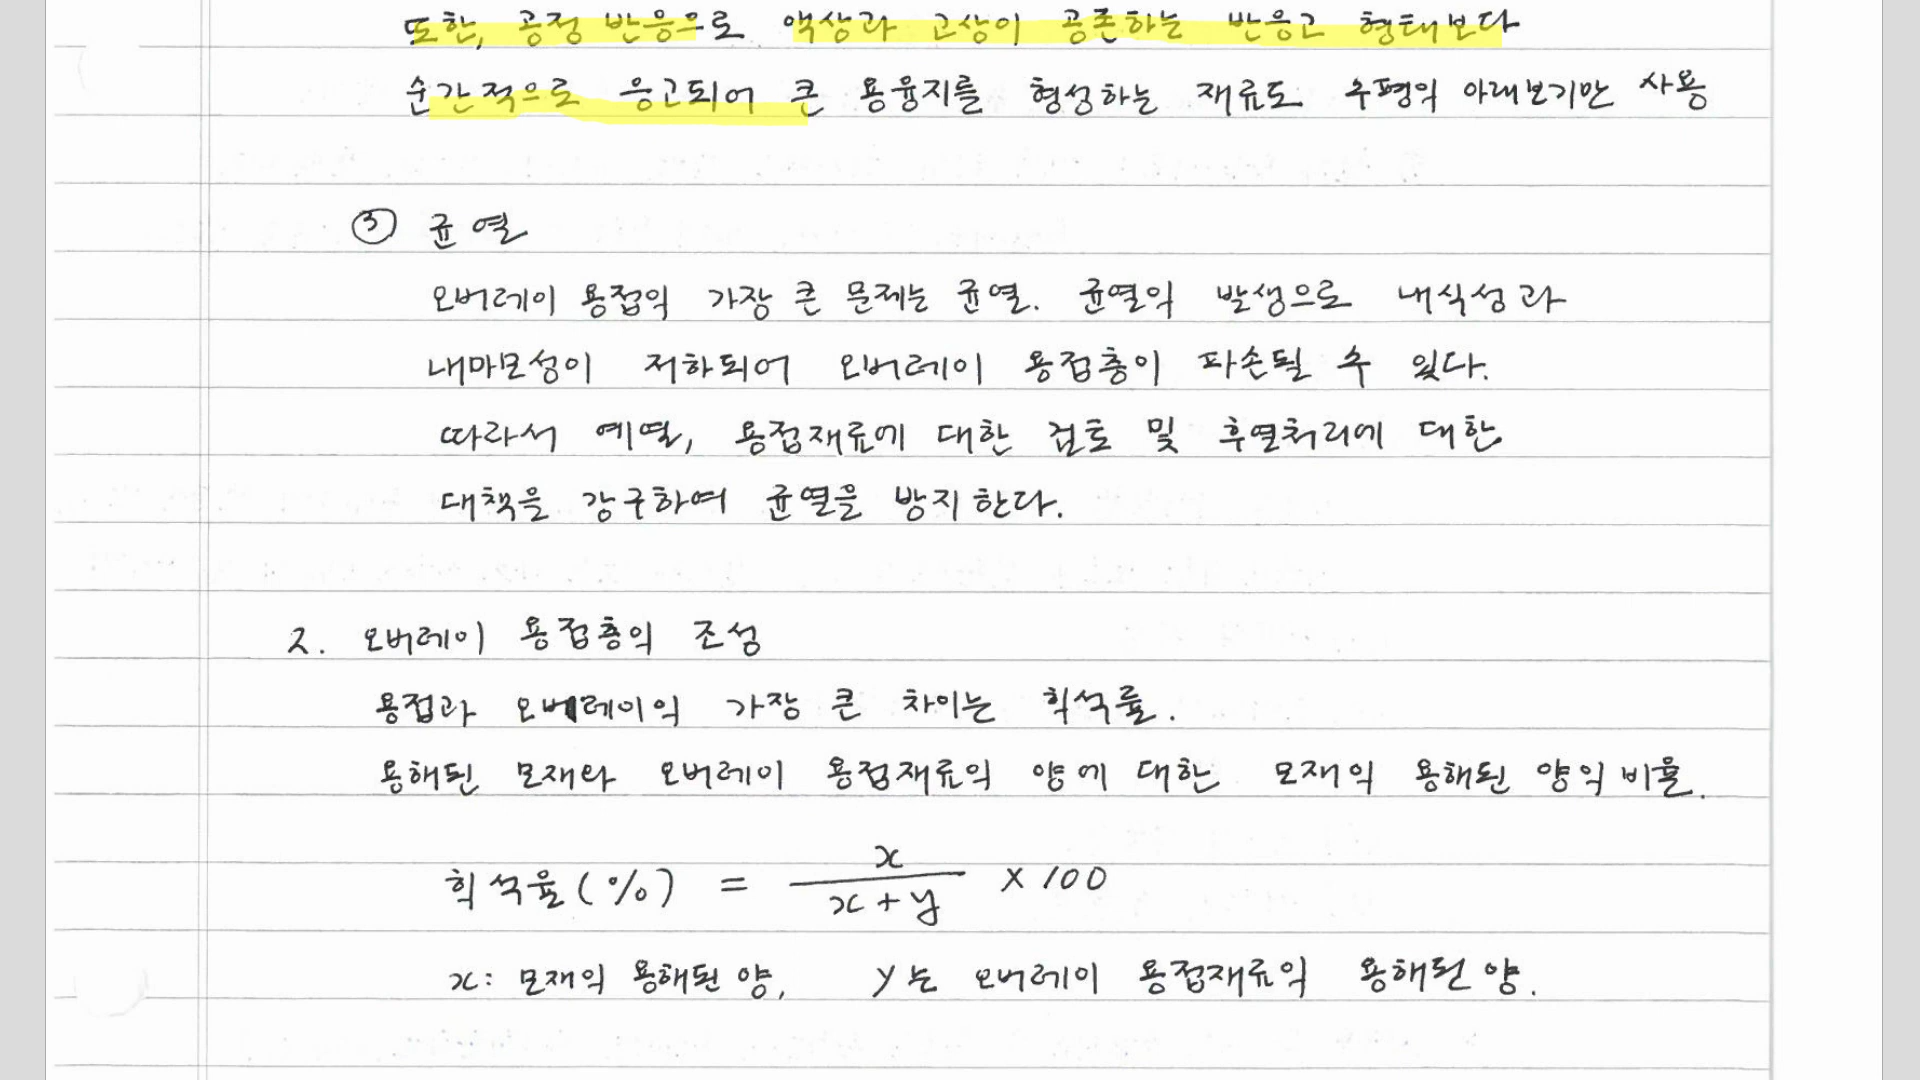 또한, 공정 반응으로 액상과 고상이 공존하는 반응고 형태보다
순간적으로 응고되어 큰 용융지를 형성하는 재료도 수평의 아래보기만 사용
③ 균열
오버레이 용접의 가장 큰 문제는 균열. 균열의 발생으로 내식성과
내마모성이 저하되어 오버레이 용접층이 파손될 수 있다.
따라서 예열, 용접재료에 대한 검토 및 후열처리에 대한
대책을 강구하여 균열을 방지한다.
2. 오버레이 용접층의 조성
용접과 오버레이의 가장 큰 차이는 희석률.
용해된 모재와 오버레이 용접재료의 양에 대한 모재의 용해된 양의 비율.
희석율(%) = x / (x+y) × 100
x: 모재의 용해된 양, y는 오버레이 용접재료의 용해된 양.